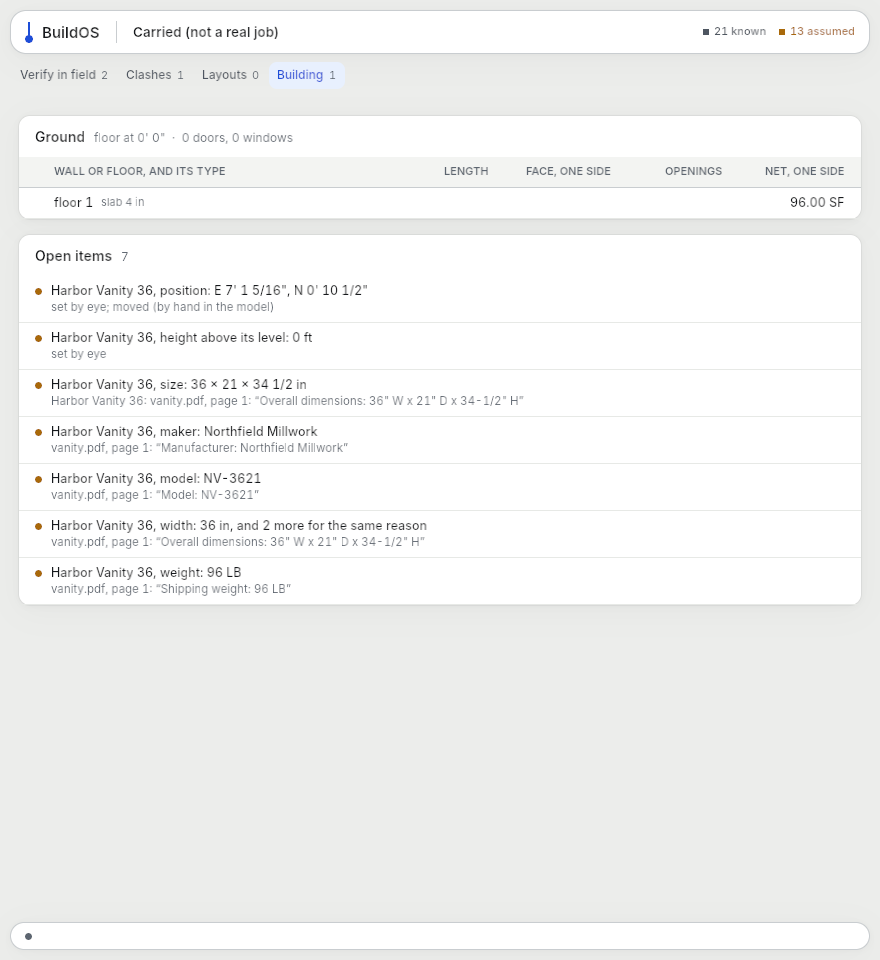 BuildOS
Carried (not a real job)
21 known
13 assumed
Verify in field 2
Clashes 1
Layouts 0
Building 1
Ground floor at 0' 0" · 0 doors, 0 windows
WALL OR FLOOR, AND ITS TYPE LENGTH FACE, ONE SIDE OPENINGS NET, ONE SIDE
floor 1 slab 4 in 96.00 SF
Open items 7
Harbor Vanity 36, position: E 7' 1 5/16", N 0' 10 1/2"
set by eye; moved (by hand in the model)
Harbor Vanity 36, height above its level: 0 ft
set by eye
Harbor Vanity 36, size: 36 × 21 × 34 1/2 in
Harbor Vanity 36: vanity.pdf, page 1: “Overall dimensions: 36" W x 21" D x 34-1/2" H”
Harbor Vanity 36, maker: Northfield Millwork
vanity.pdf, page 1: “Manufacturer: Northfield Millwork”
Harbor Vanity 36, model: NV-3621
vanity.pdf, page 1: “Model: NV-3621”
Harbor Vanity 36, width: 36 in, and 2 more for the same reason
vanity.pdf, page 1: “Overall dimensions: 36" W x 21" D x 34-1/2" H”
Harbor Vanity 36, weight: 96 LB
vanity.pdf, page 1: “Shipping weight: 96 LB”